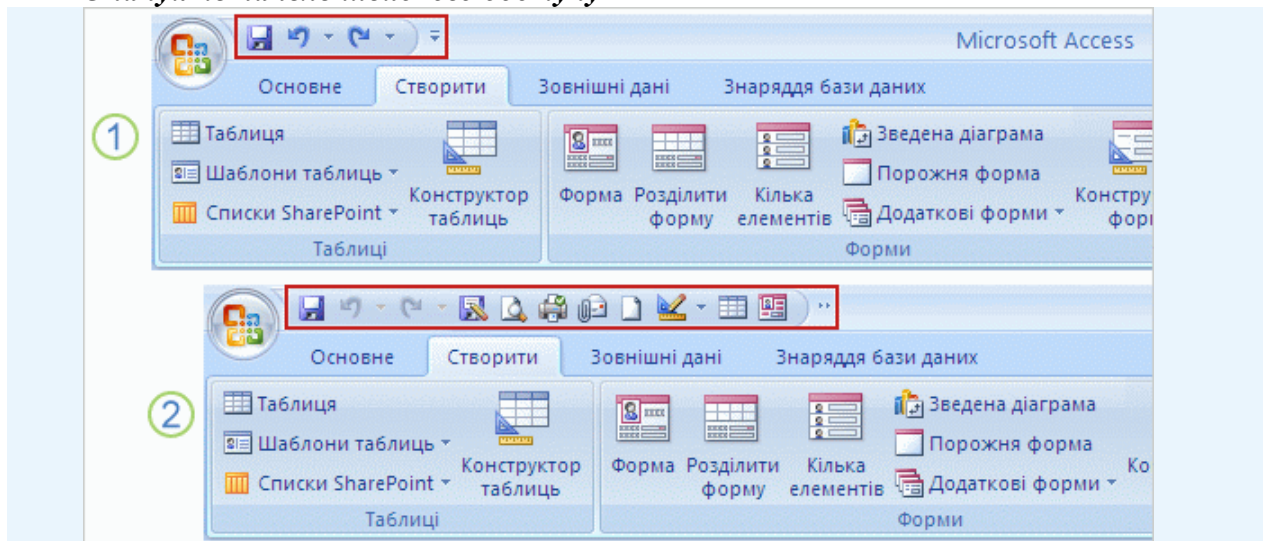 Microsoft Access
Основне Створити Зовнішні дані Знаряддя бази даних
1
Таблиця
Шаблони таблиць
Списки SharePoint
Конструктор
таблиць
Таблиці
Форма
Розділити
форму
Кілька
елементів
Зведена діаграма
Порожня форма
Додаткові форми
Констру
фор
Форми
Основне Створити Зовнішні дані Знаряддя бази даних
2
Таблиця
Шаблони таблиць
Списки SharePoint
Конструктор
таблиць
Таблиці
Форма
Розділити
форму
Кілька
елементів
Зведена діаграма
Порожня форма
Додаткові форми
Ко
Форми